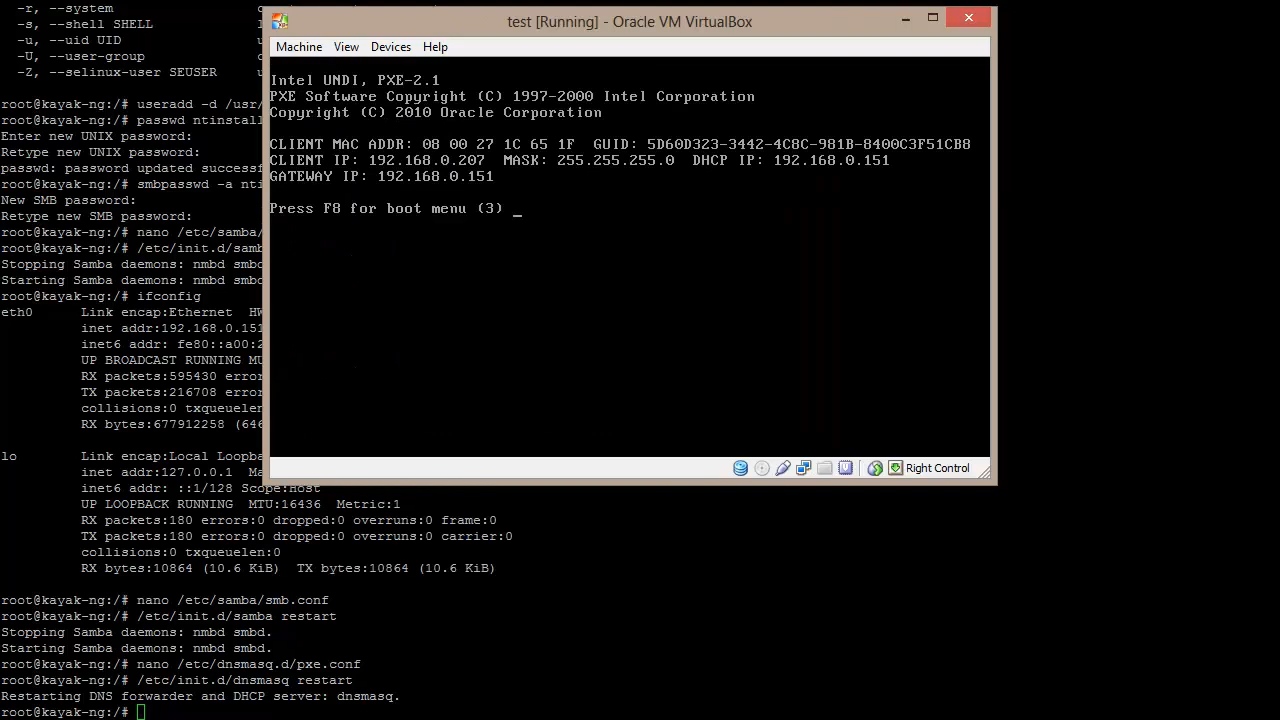 -r, --system
-s, --shell SHELL
-u, --uid UID
-U, --user-group
-Z, --selinux-user SEUSER
root@kayak-ng:/# useradd -d /usr/
root@kayak-ng:/# passwd ntinstall
Enter new UNIX password:
Retype new UNIX password:
passwd: password updated successf
root@kayak-ng:/# smbpasswd -a nti
New SMB password:
Retype new SMB password:
root@kayak-ng:/# nano /etc/samba/
root@kayak-ng:/# /etc/init.d/samb
Stopping Samba daemons: nmbd smbd
Starting Samba daemons: nmbd smbd
root@kayak-ng:/# ifconfig
eth0 Link encap:Ethernet HW
inet addr:192.168.0.151
inet6 addr: fe80::a00:2
UP BROADCAST RUNNING MU
RX packets:595430 error
TX packets:216708 error
collisions:0 txqueuelen
RX bytes:677912258 (646
lo Link encap:Local Loopb
inet addr:127.0.0.1 Ma
inet6 addr: ::1/128 Scope:Host
UP LOOPBACK RUNNING MTU:16436 Metric:1
RX packets:180 errors:0 dropped:0 overruns:0 frame:0
TX packets:180 errors:0 dropped:0 overruns:0 carrier:0
collisions:0 txqueuelen:0
RX bytes:10864 (10.6 KiB) TX bytes:10864 (10.6 KiB)
root@kayak-ng:/# nano /etc/samba/smb.conf
root@kayak-ng:/# /etc/init.d/samba restart
Stopping Samba daemons: nmbd smbd.
Starting Samba daemons: nmbd smbd.
root@kayak-ng:/# nano /etc/dnsmasq.d/pxe.conf
root@kayak-ng:/# /etc/init.d/dnsmasq restart
Restarting DNS forwarder and DHCP server: dnsmasq.
root@kayak-ng:/#
test [Running] - Oracle VM VirtualBox
Machine View Devices Help
Intel UNDI, PXE-2.1
PXE Software Copyright (C) 1997-2000 Intel Corporation
Copyright (C) 2010 Oracle Corporation
CLIENT MAC ADDR: 08 00 27 1C 65 1F GUID: 5D60D323-3442-4C8C-981B-8400C3F51CB8
CLIENT IP: 192.168.0.207 MASK: 255.255.255.0 DHCP IP: 192.168.0.151
GATEWAY IP: 192.168.0.151
Press F8 for boot menu (3) _
Right Control